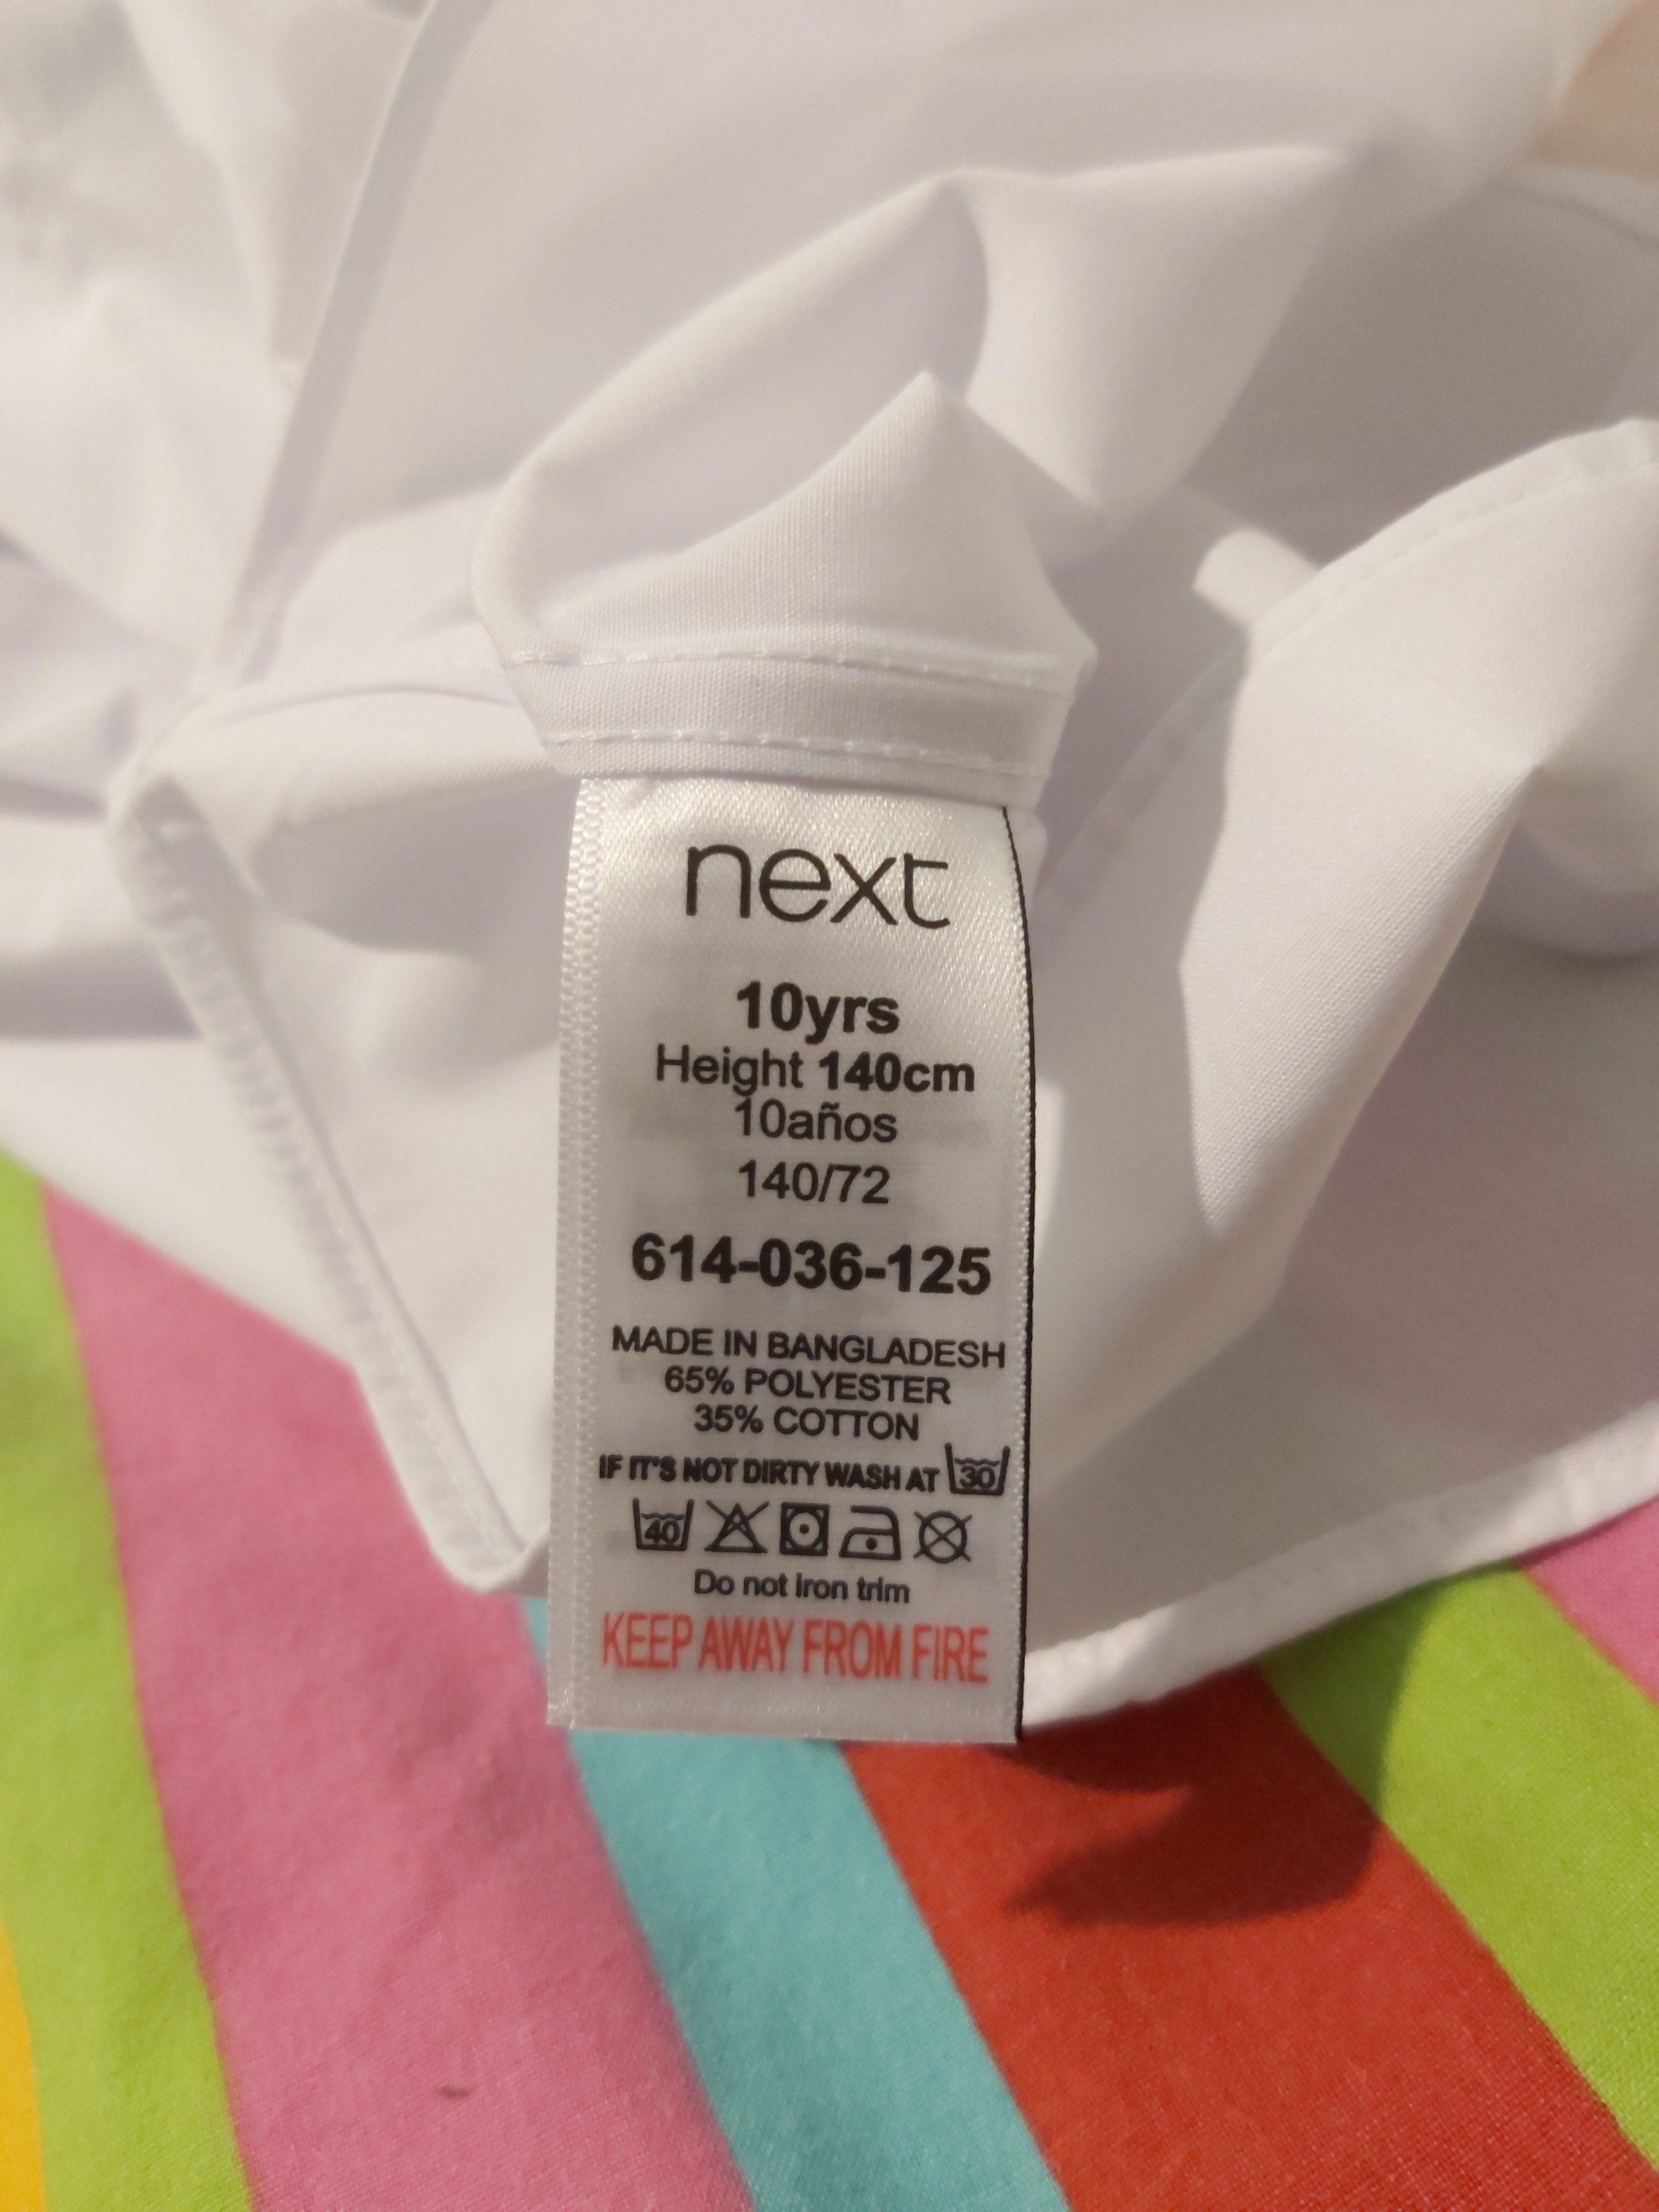 next
10yrs
Height 140cm
10años
140/72
614-036-125
MADE IN BANGLADESH
65% POLYESTER
35% COTTON
IF IT'S NOT DIRTY WASH AT 30
40
Do not iron trim
KEEP AWAY FROM FIRE